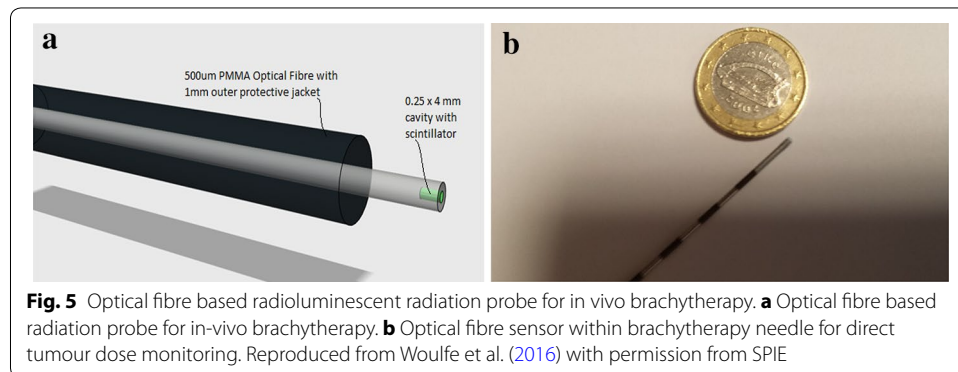 a
b
500um PMMA Optical Fibre with
1mm outer protective jacket
0.25 x 4 mm
cavity with
scintillator
Fig. 5 Optical fibre based radioluminescent radiation probe for in vivo brachytherapy. a Optical fibre based
radiation probe for in-vivo brachytherapy. b Optical fibre sensor within brachytherapy needle for direct
tumour dose monitoring. Reproduced from Woulfe et al. (2016) with permission from SPIE